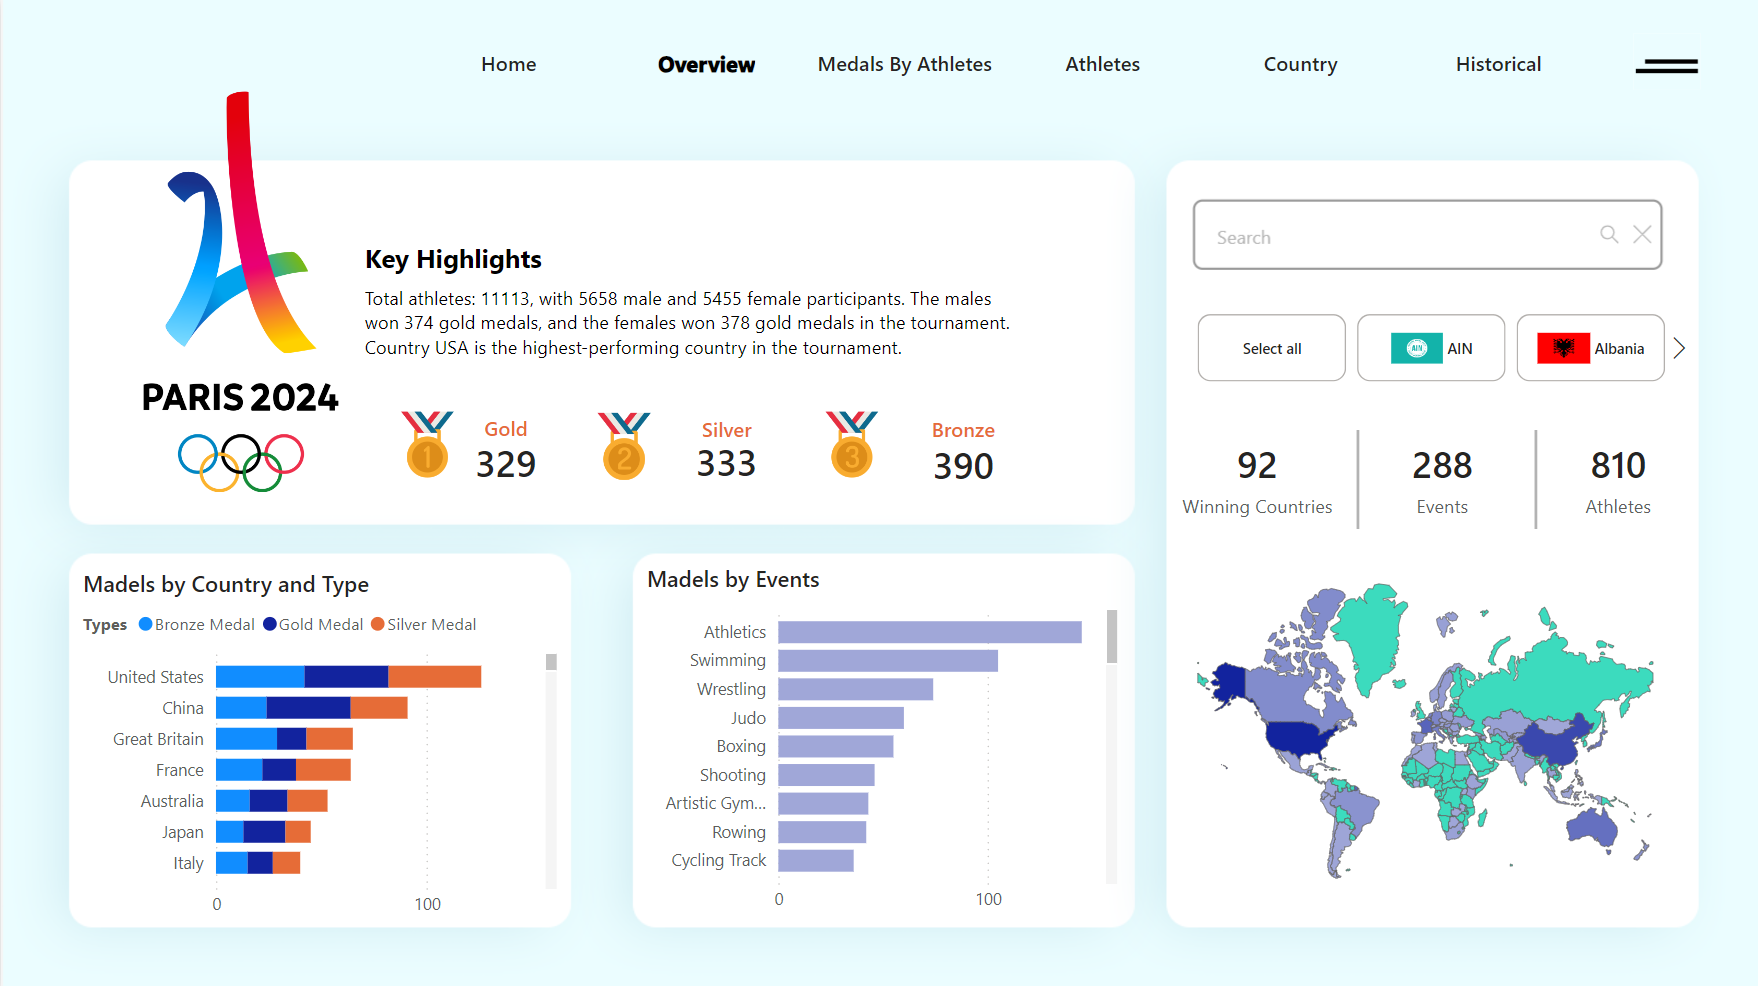 Home Overview Medals By Athletes Athletes Country Historical
PARIS 2024
Key Highlights
Total athletes: 11113, with 5658 male and 5455 female participants. The males
won 374 gold medals, and the females won 378 gold medals in the tournament.
Country USA is the highest-performing country in the tournament.
1 Gold 329
2 Silver 333
3 Bronze 390
Search
Select all
AIN AIN
Albania
92 Winning Countries
288 Events
810 Athletes
Madels by Country and Type
Types Bronze Medal Gold Medal Silver Medal
United States
China
Great Britain
France
Australia
Japan
Italy
0 100
Madels by Events
Athletics
Swimming
Wrestling
Judo
Boxing
Shooting
Artistic Gym...
Rowing
Cycling Track
0 100